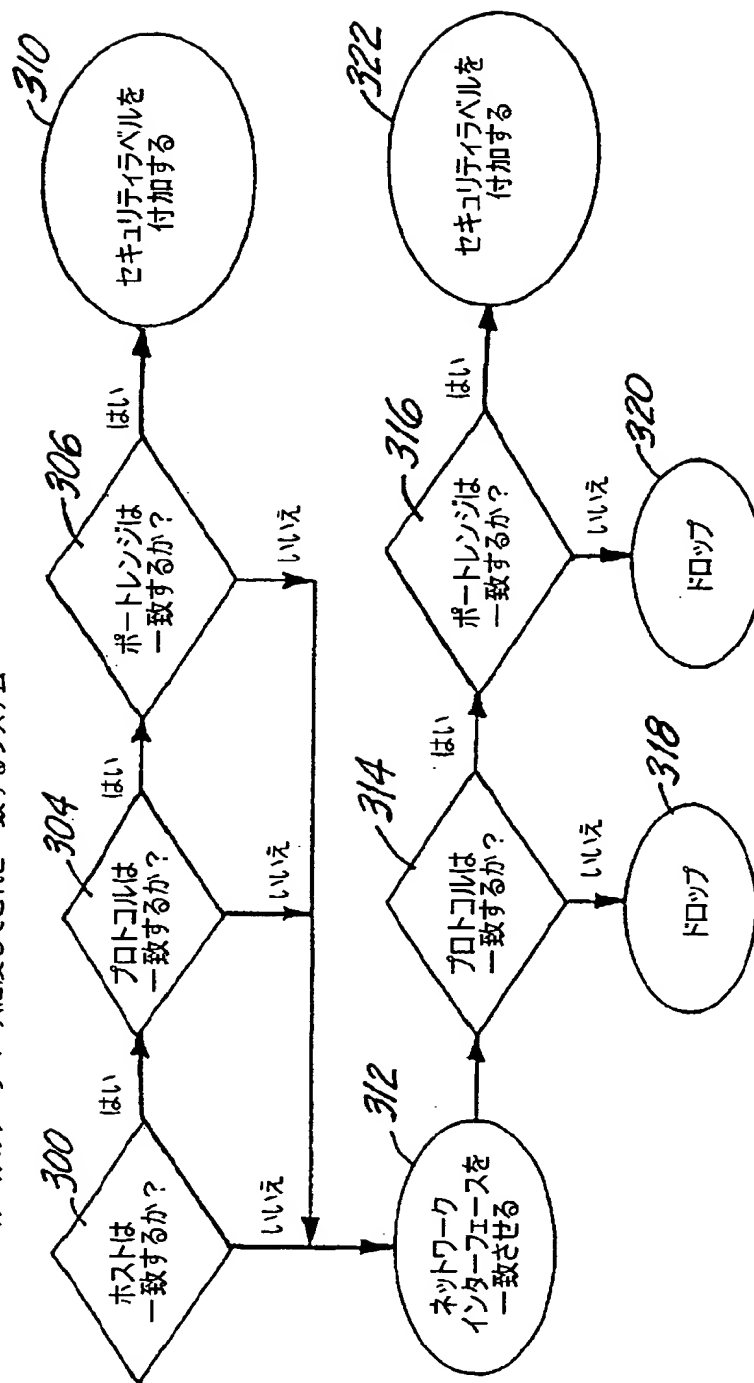 300
ホストは
一致するか?
はい
いいえ
304
プロトコルは
一致するか?
はい
いいえ
306
ポートレンジは
一致するか?
はい
いいえ
310
セキュリティラベルを
付加する
312
ネットワーク
インターフェースを
一致させる
314
プロトコルは
一致するか?
はい
いいえ
318
ドロップ
316
ポートレンジは
一致するか?
はい
いいえ
320
ドロップ
322
セキュリティラベルを
付加する